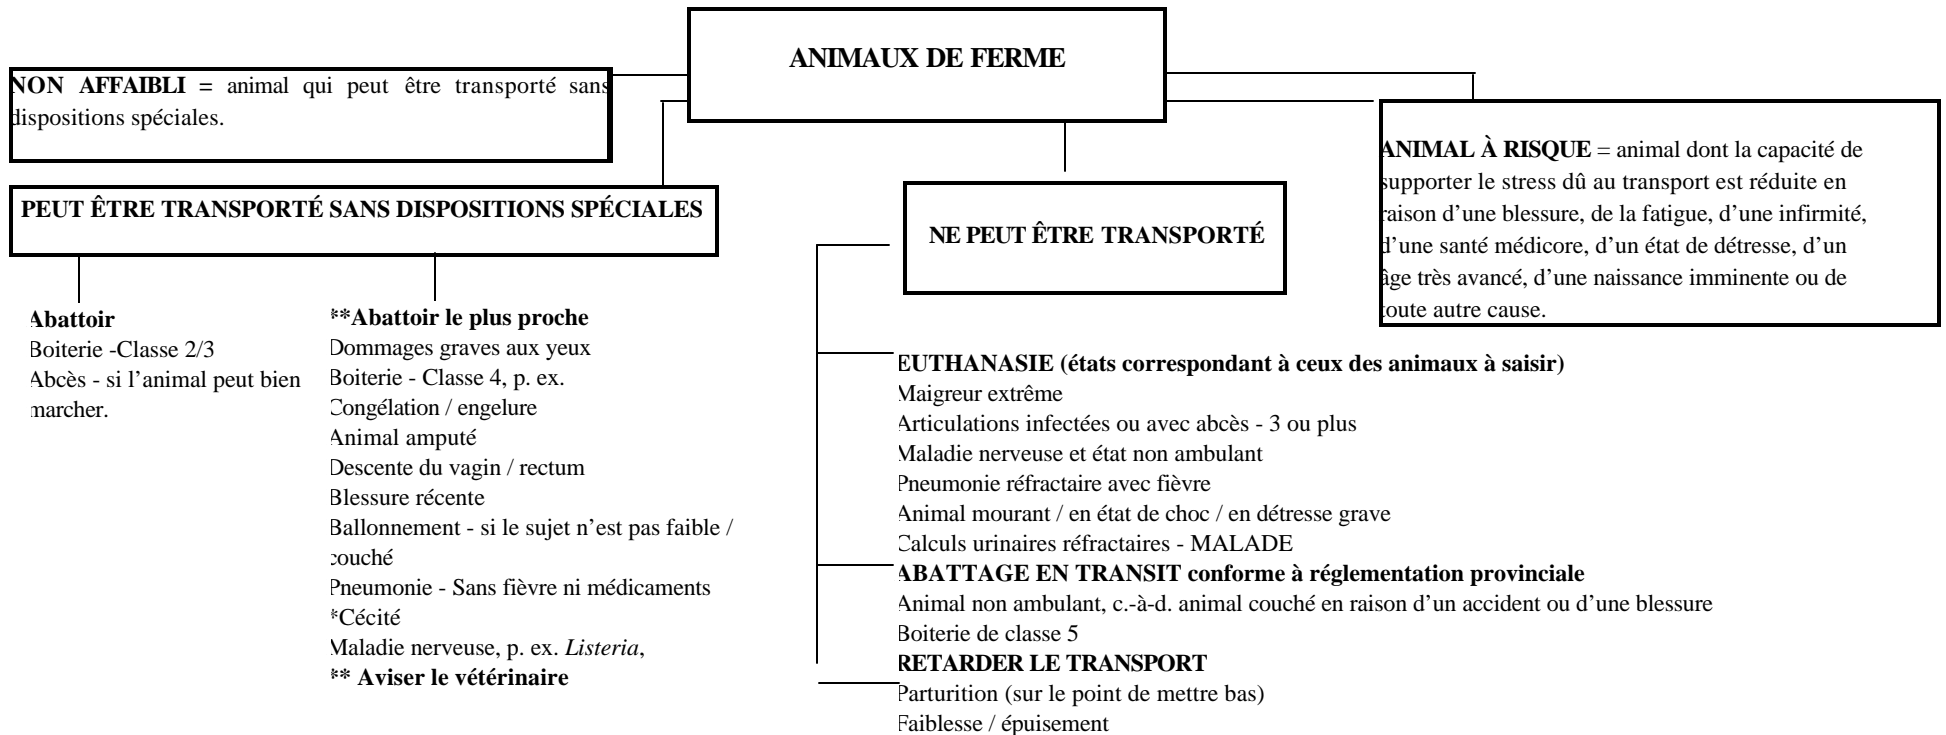 ANIMAUX DE FERME
NON AFFAIBLI = animal qui peut être transporté sans
dispositions spéciales.
ANIMAL À RISQUE = animal dont la capacité de
supporter le stress dû au transport est réduite en
raison d’une blessure, de la fatigue, d’une infirmité,
d’une santé médicore, d’un état de détresse, d’un
âge très avancé, d’une naissance imminente ou de
toute autre cause.
PEUT ÊTRE TRANSPORTÉ SANS DISPOSITIONS SPÉCIALES
Abattoir
Boiterie -Classe 2/3
Abcès - si l’animal peut bien
marcher.
**Abattoir le plus proche
Dommages graves aux yeux
Boiterie - Classe 4, p. ex.
Congélation / engelure
Animal amputé
Descente du vagin / rectum
Blessure récente
Ballonnement - si le sujet n’est pas faible /
couché
Pneumonie - Sans fièvre ni médicaments
*Cécité
Maladie nerveuse, p. ex. Listeria,
** Aviser le vétérinaire
NE PEUT ÊTRE TRANSPORTÉ
EUTHANASIE (états correspondant à ceux des animaux à saisir)
Maigreur extrême
Articulations infectées ou avec abcès - 3 ou plus
Maladie nerveuse et état non ambulant
Pneumonie réfractaire avec fièvre
Animal mourant / en état de choc / en détresse grave
Calculs urinaires réfractaires - MALADE
ABATTAGE EN TRANSIT conforme à réglementation provinciale
Animal non ambulant, c.-à-d. animal couché en raison d’un accident ou d’une blessure
Boiterie de classe 5
RETARDER LE TRANSPORT
Parturition (sur le point de mettre bas)
Faiblesse / épuisement